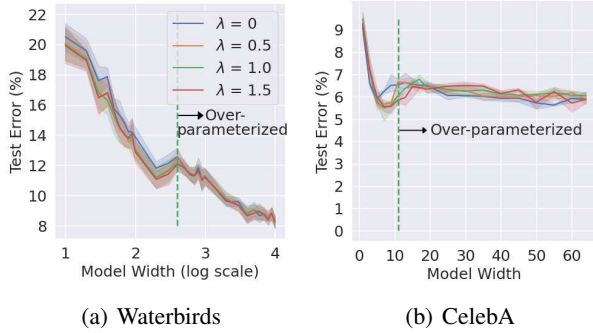 22
20
18
16
14
12
10
8
Test Error (%)
λ = 0
λ = 0.5
λ = 1.0
λ = 1.5
Over-
parameterized
1 2 3 4
Model Width (log scale)
(a) Waterbirds
9
8
7
6
5
4
3
2
1
0
Test Error (%)
Over-parameterized
0 10 20 30 40 50 60
Model Width
(b) CelebA